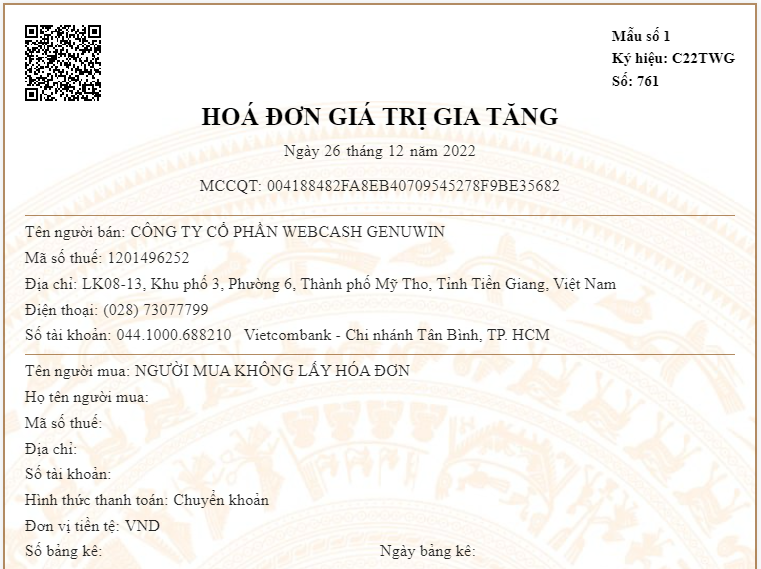 Mẫu số 1
Ký hiệu: C22TWG
Số: 761
HOÁ ĐƠN GIÁ TRỊ GIA TĂNG
Ngày 26 tháng 12 năm 2022
MCCQT: 004188482FA8EB40709545278F9BE35682
Tên người bán: CÔNG TY CỔ PHẦN WEBCASH GENUWIN
Mã số thuế: 1201496252
Địa chỉ: LK08-13, Khu phố 3, Phường 6, Thành phố Mỹ Tho, Tỉnh Tiền Giang, Việt Nam
Điện thoại: (028) 73077799
Số tài khoản: 044.1000.688210 Vietcombank - Chi nhánh Tân Bình, TP. HCM
Tên người mua: NGƯỜI MUA KHÔNG LẤY HÓA ĐƠN
Họ tên người mua:
Mã số thuế:
Địa chỉ:
Số tài khoản:
Hình thức thanh toán: Chuyển khoản
Đơn vị tiền tệ: VND
Số bảng kê: Ngày bảng kê: